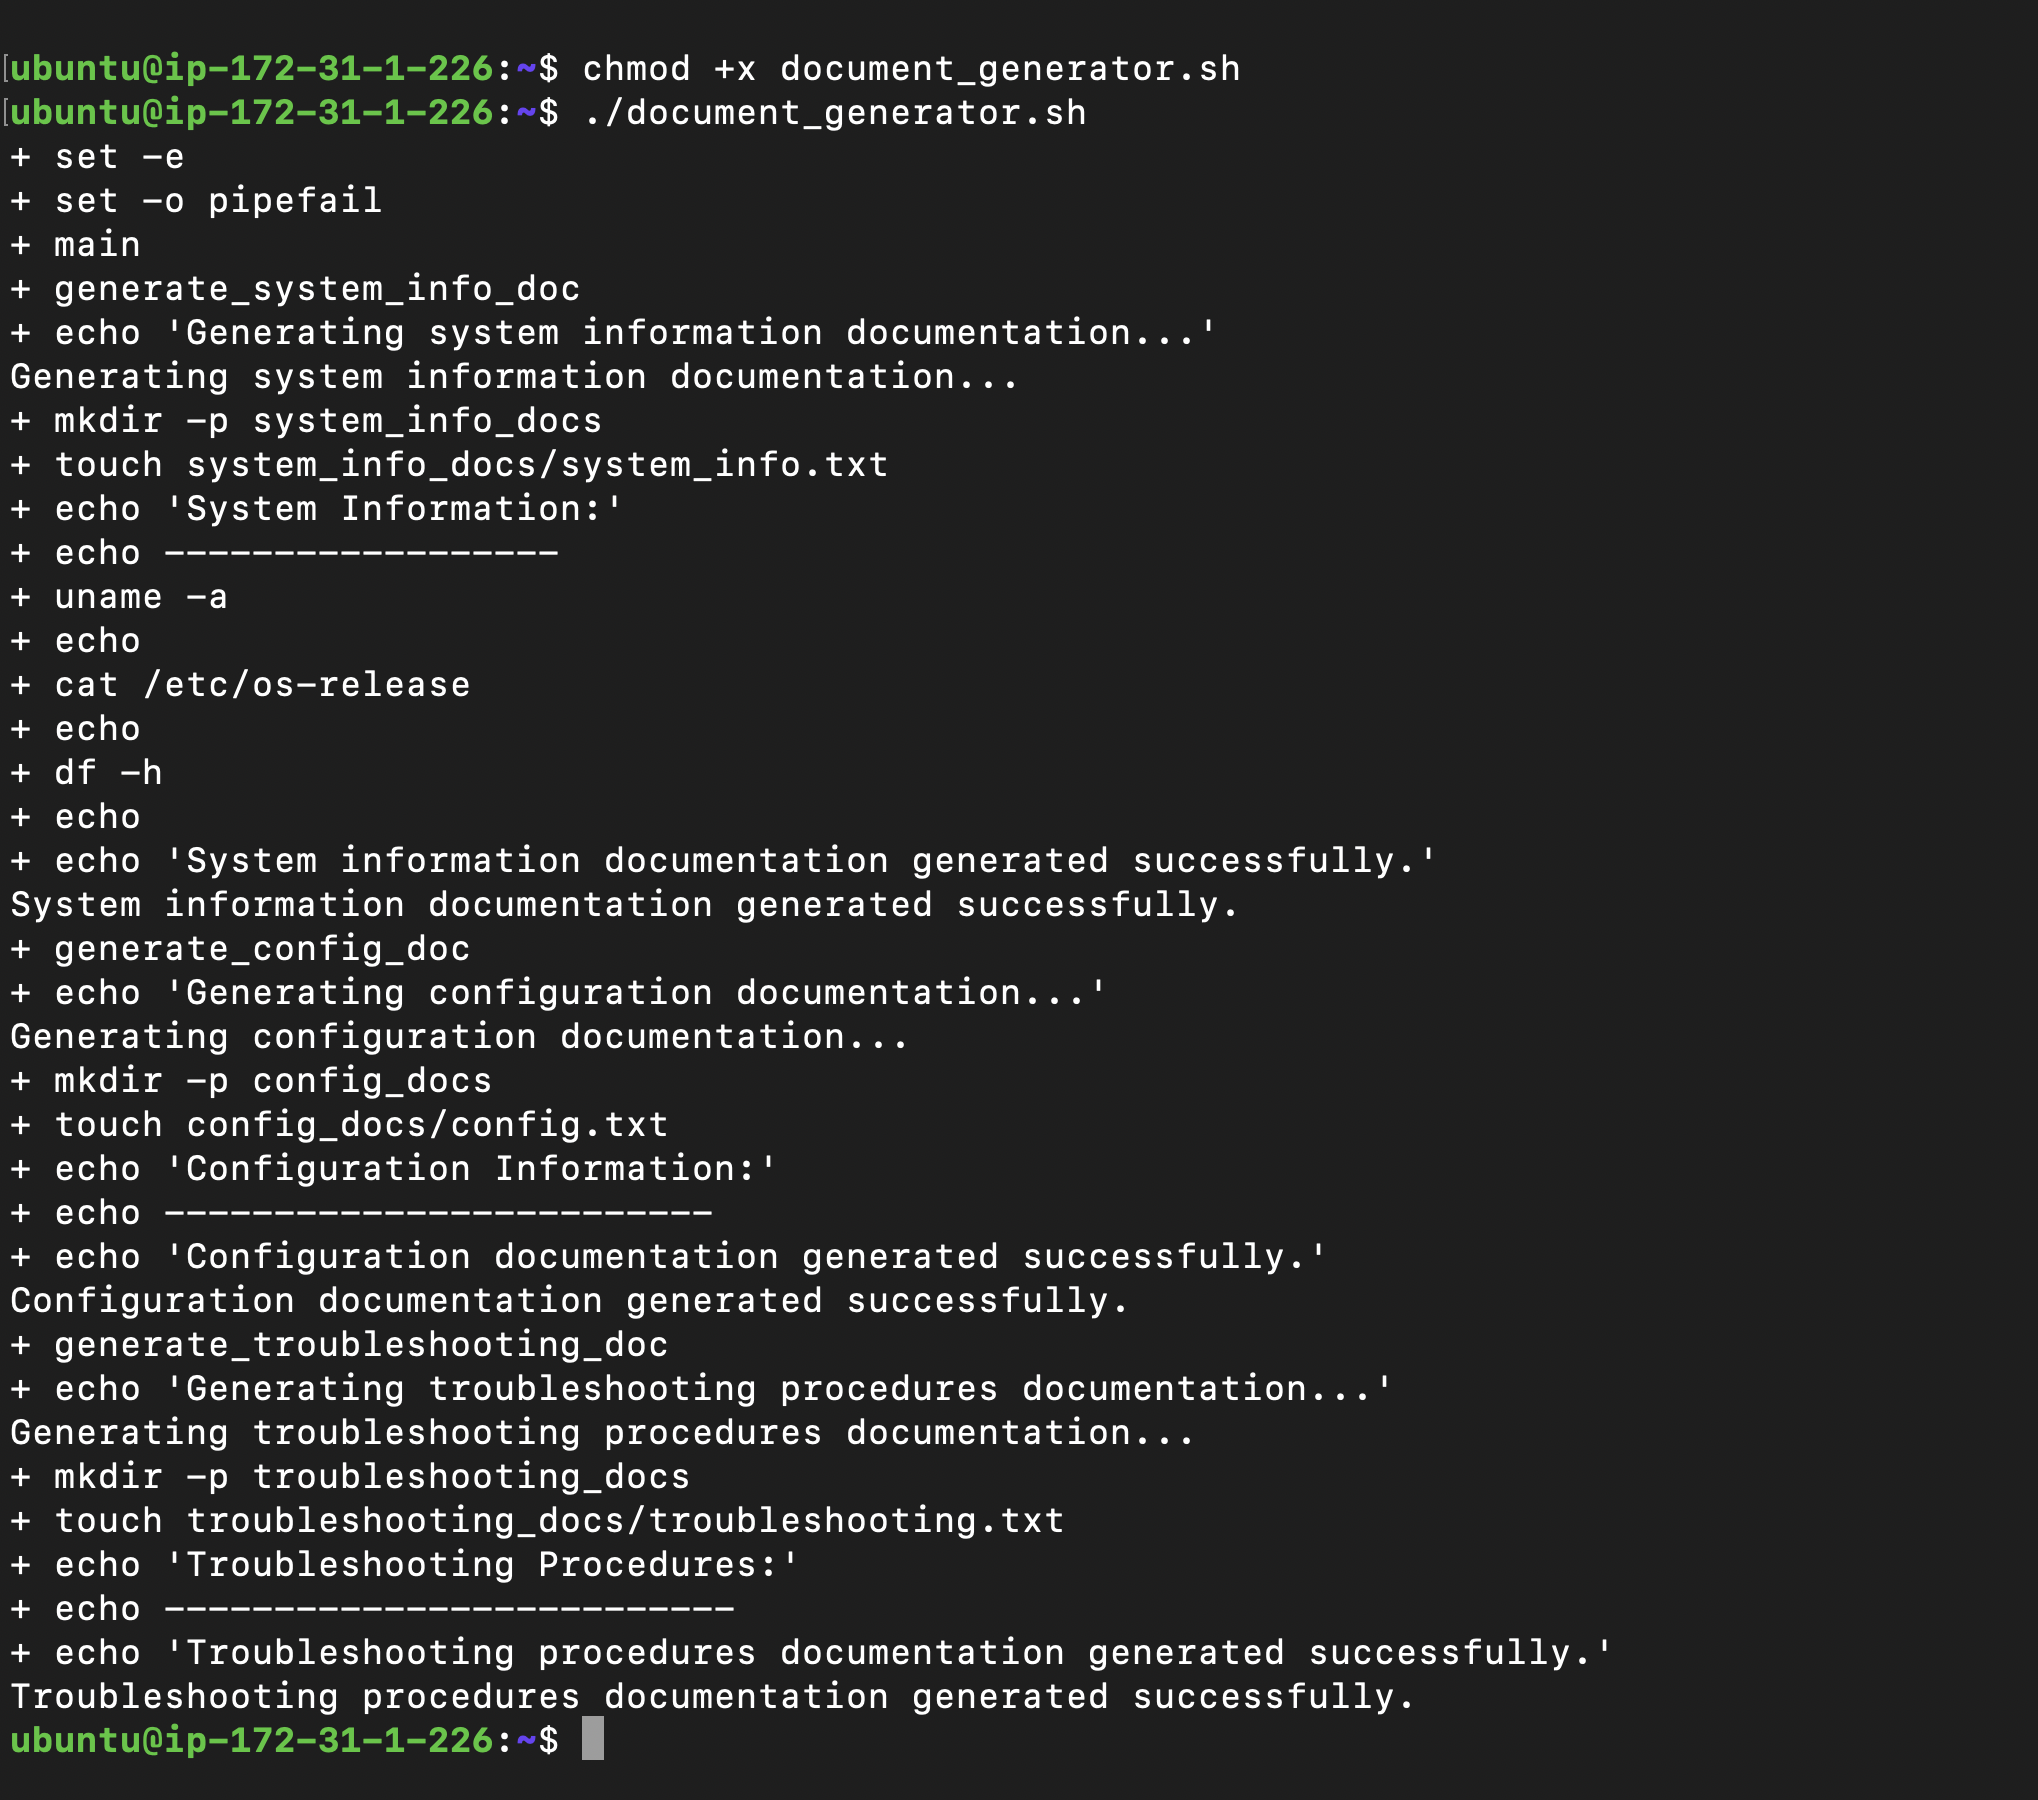 [ubuntu@ip-172-31-1-226:~$ chmod +x document_generator.sh
[ubuntu@ip-172-31-1-226:~$ ./document_generator.sh
+ set -e
+ set -o pipefail
+ main
+ generate_system_info_doc
+ echo 'Generating system information documentation...'
Generating system information documentation...
+ mkdir -p system_info_docs
+ touch system_info_docs/system_info.txt
+ echo 'System Information:'
+ echo ------------------
+ uname -a
+ echo
+ cat /etc/os-release
+ echo
+ df -h
+ echo
+ echo 'System information documentation generated successfully.'
System information documentation generated successfully.
+ generate_config_doc
+ echo 'Generating configuration documentation...'
Generating configuration documentation...
+ mkdir -p config_docs
+ touch config_docs/config.txt
+ echo 'Configuration Information:'
+ echo -------------------------
+ echo 'Configuration documentation generated successfully.'
Configuration documentation generated successfully.
+ generate_troubleshooting_doc
+ echo 'Generating troubleshooting procedures documentation...'
Generating troubleshooting procedures documentation...
+ mkdir -p troubleshooting_docs
+ touch troubleshooting_docs/troubleshooting.txt
+ echo 'Troubleshooting Procedures:'
+ echo --------------------------
+ echo 'Troubleshooting procedures documentation generated successfully.'
Troubleshooting procedures documentation generated successfully.
ubuntu@ip-172-31-1-226:~$